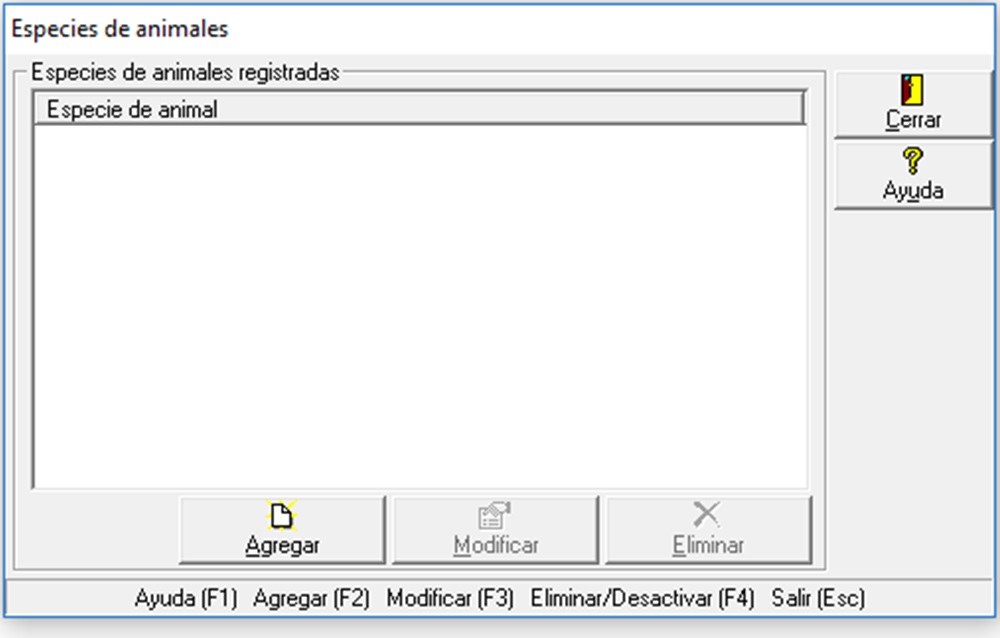 Especies de animales
Especies de animales registradas
Especie de animal
Cerrar
Ayuda
Agregar
Modificar
Eliminar
Ayuda (F1) Agregar (F2) Modificar (F3) Eliminar/Desactivar (F4) Salir (Esc)